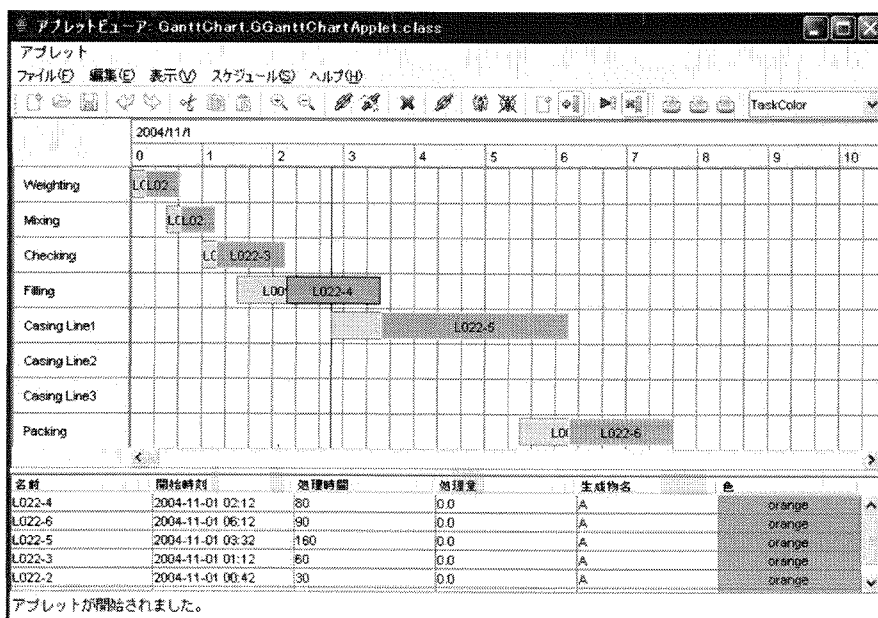 アプレットビューア: GanttChart.GGanttChartApplet.class
アプレット
ファイル(F) 編集(E) 表示(V) スケジュール(S) ヘルプ(H)
TaskColor
2004/11/1
0 1 2 3 4 5 6 7 8 9 10
Weighting L( L02...
Mixing L( L02...
Checking L( L022-3
Filling L00 L022-4
Casing Line1 L022-5
Casing Line2
Casing Line3
Packing L0( L022-6
名前 開始時刻 処理時間 処理量 生成物名 色
L022-4 2004-11-01 02:12 80 0.0 A orange
L022-6 2004-11-01 06:12 90 0.0 A orange
L022-5 2004-11-01 03:32 160 0.0 A orange
L022-3 2004-11-01 01:12 60 0.0 A orange
L022-2 2004-11-01 00:42 30 0.0 A orange
アプレットが開始されました。